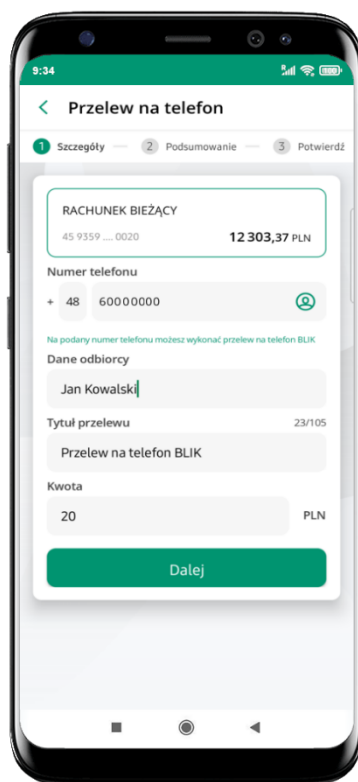 9:34
Przelew na telefon
1 Szczegóły 2 Podsumowanie 3 Potwierdź
RACHUNEK BIEŻĄCY
45 9359 .... 0020 12 303,37 PLN
Numer telefonu
+ 48 60000000
Na podany numer telefonu możesz wykonać przelew na telefon BLIK
Dane odbiorcy
Jan Kowalski
Tytuł przelewu 23/105
Przelew na telefon BLIK
Kwota
20 PLN
Dalej